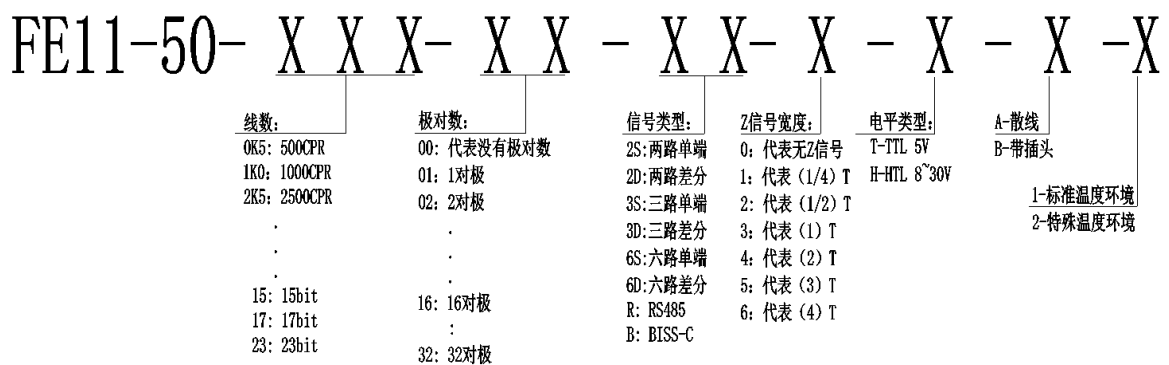 FE11-50- X X X- X X - X X- X - X - X -X
线数:
0K5: 500CPR
1K0: 1000CPR
2K5: 2500CPR
.
.
.
15: 15bit
17: 17bit
23: 23bit
极对数:
00: 代表没有极对数
01: 1对极
02: 2对极
.
.
.
16: 16对极
:
32: 32对极
信号类型:
2S:两路单端
2D:两路差分
3S:三路单端
3D:三路差分
6S:六路单端
6D:六路差分
R: RS485
B: BISS-C
Z信号宽度:
0: 代表无Z信号
1: 代表 (1/4) T
2: 代表 (1/2) T
3: 代表 (1) T
4: 代表 (2) T
5: 代表 (3) T
6: 代表 (4) T
电平类型:
T-TTL 5V
H-HTL 8~30V
A-散线
B-带插头
1-标准温度环境
2-特殊温度环境